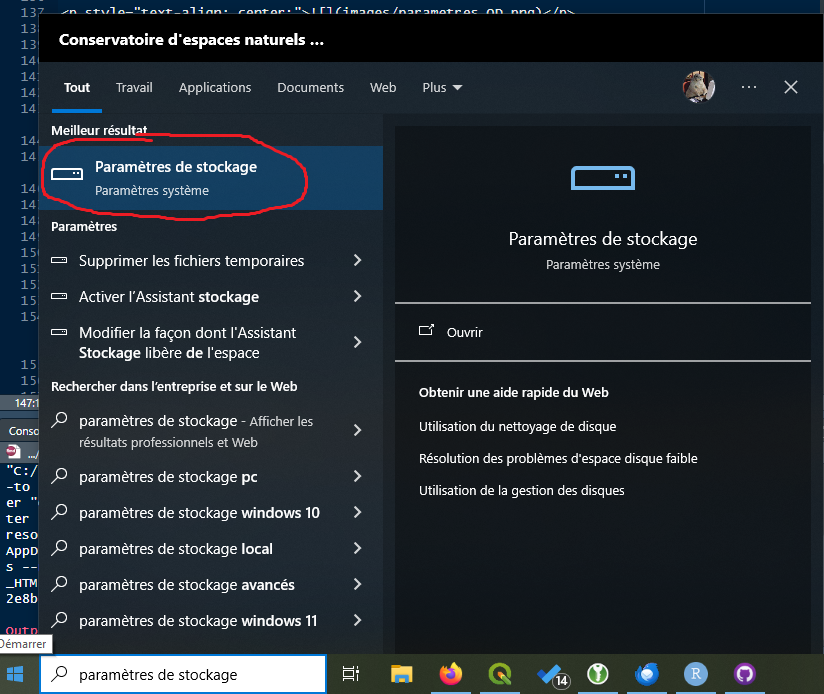 137 <p style="text-align: center;">![](images/parametres_OD.png)</p>
Conservatoire d'espaces naturels ...
Tout Travail Applications Documents Web Plus
Meilleur résultat
Paramètres de stockage
Paramètres système
Paramètres
Supprimer les fichiers temporaires
Activer l'Assistant stockage
Modifier la façon dont l'Assistant
Stockage libère de l'espace
Rechercher dans l'entreprise et sur le Web
paramètres de stockage - Afficher les
résultats professionnels et Web
paramètres de stockage pc
paramètres de stockage windows 10
paramètres de stockage local
paramètres de stockage avancés
paramètres de stockage windows 11
Paramètres de stockage
Paramètres système
Ouvrir
Obtenir une aide rapide du Web
Utilisation du nettoyage de disque
Résolution des problèmes d'espace disque faible
Utilisation de la gestion des disques
147:1
Conso
"C:/
-to
er "
ter
reso
AppD
s --
_HTM
2e8b
Outp
Démarrer
paramètres de stockage
14
R